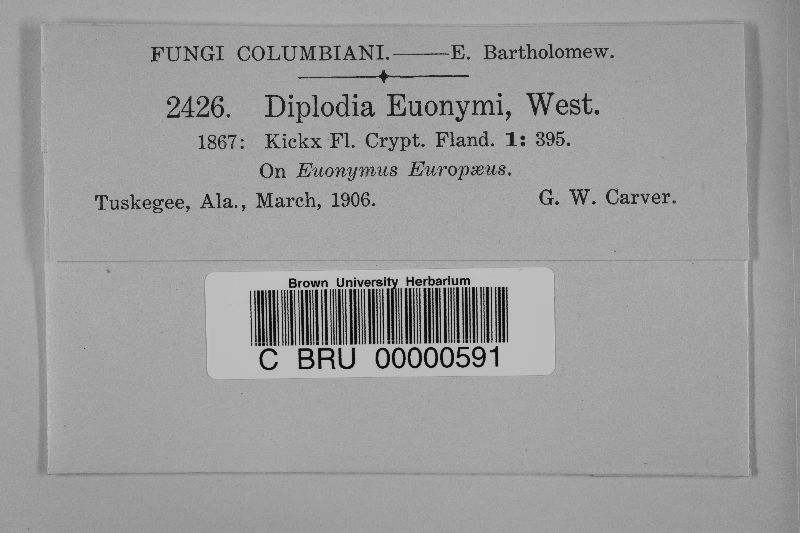 FUNGI COLUMBIANI.——E. Bartholomew.
2426. Diplodia Euonymi, West.
1867: Kickx Fl. Crypt. Fland. 1: 395.
On Euonymus Europæus.
Tuskegee, Ala., March, 1906. G. W. Carver.
Brown University Herbarium
C BRU 00000591